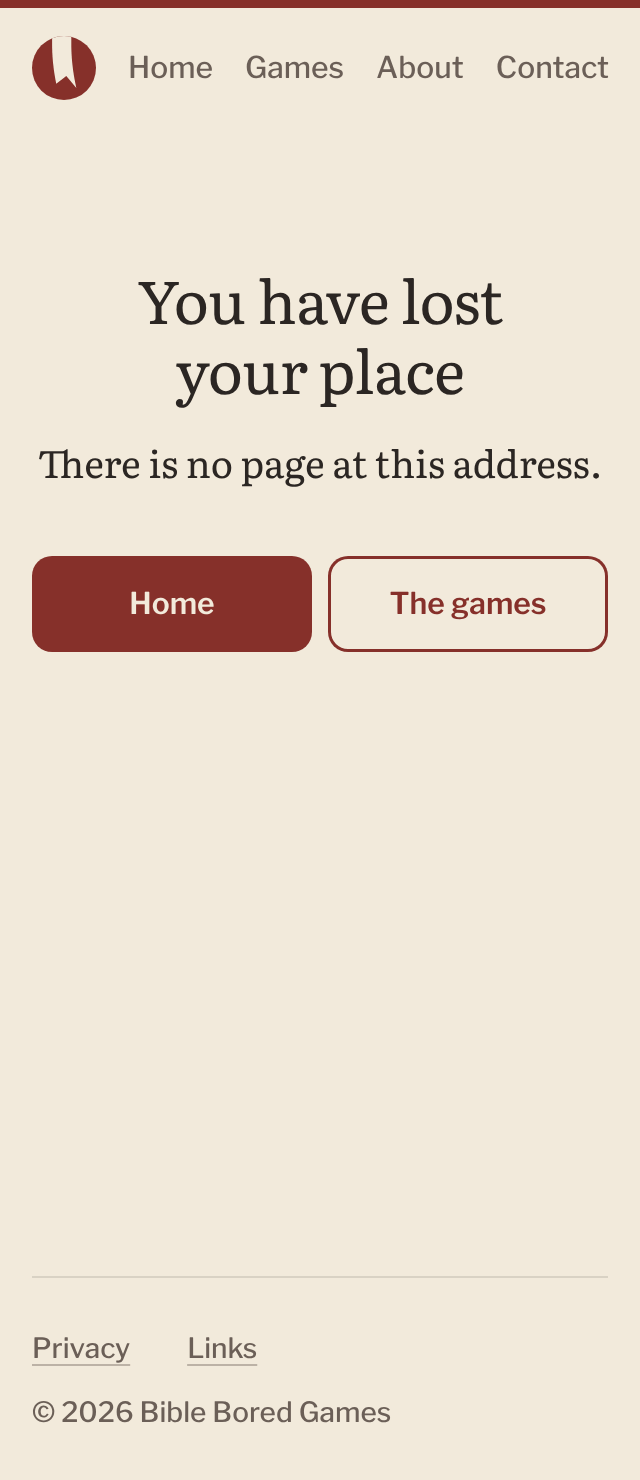 Home Games About Contact
You have lost
your place
There is no page at this address.
Home The games
Privacy Links
© 2026 Bible Bored Games